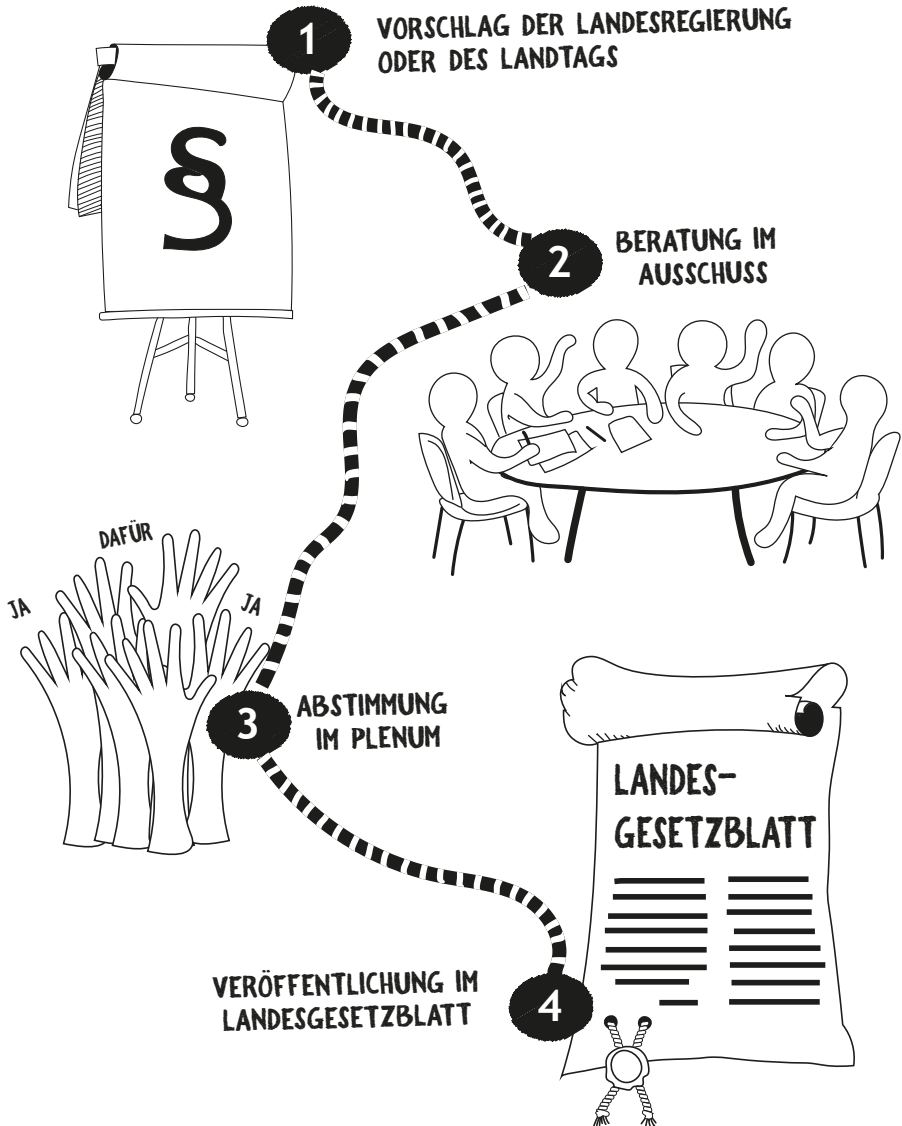 1
VORSCHLAG DER LANDESREGIERUNG
ODER DES LANDTAGS
§
2
BERATUNG IM
AUSSCHUSS
DAFÜR
JA
JA
3
ABSTIMMUNG
IM PLENUM
LANDES-
GESETZBLATT
4
VERÖFFENTLICHUNG IM
LANDESGESETZBLATT